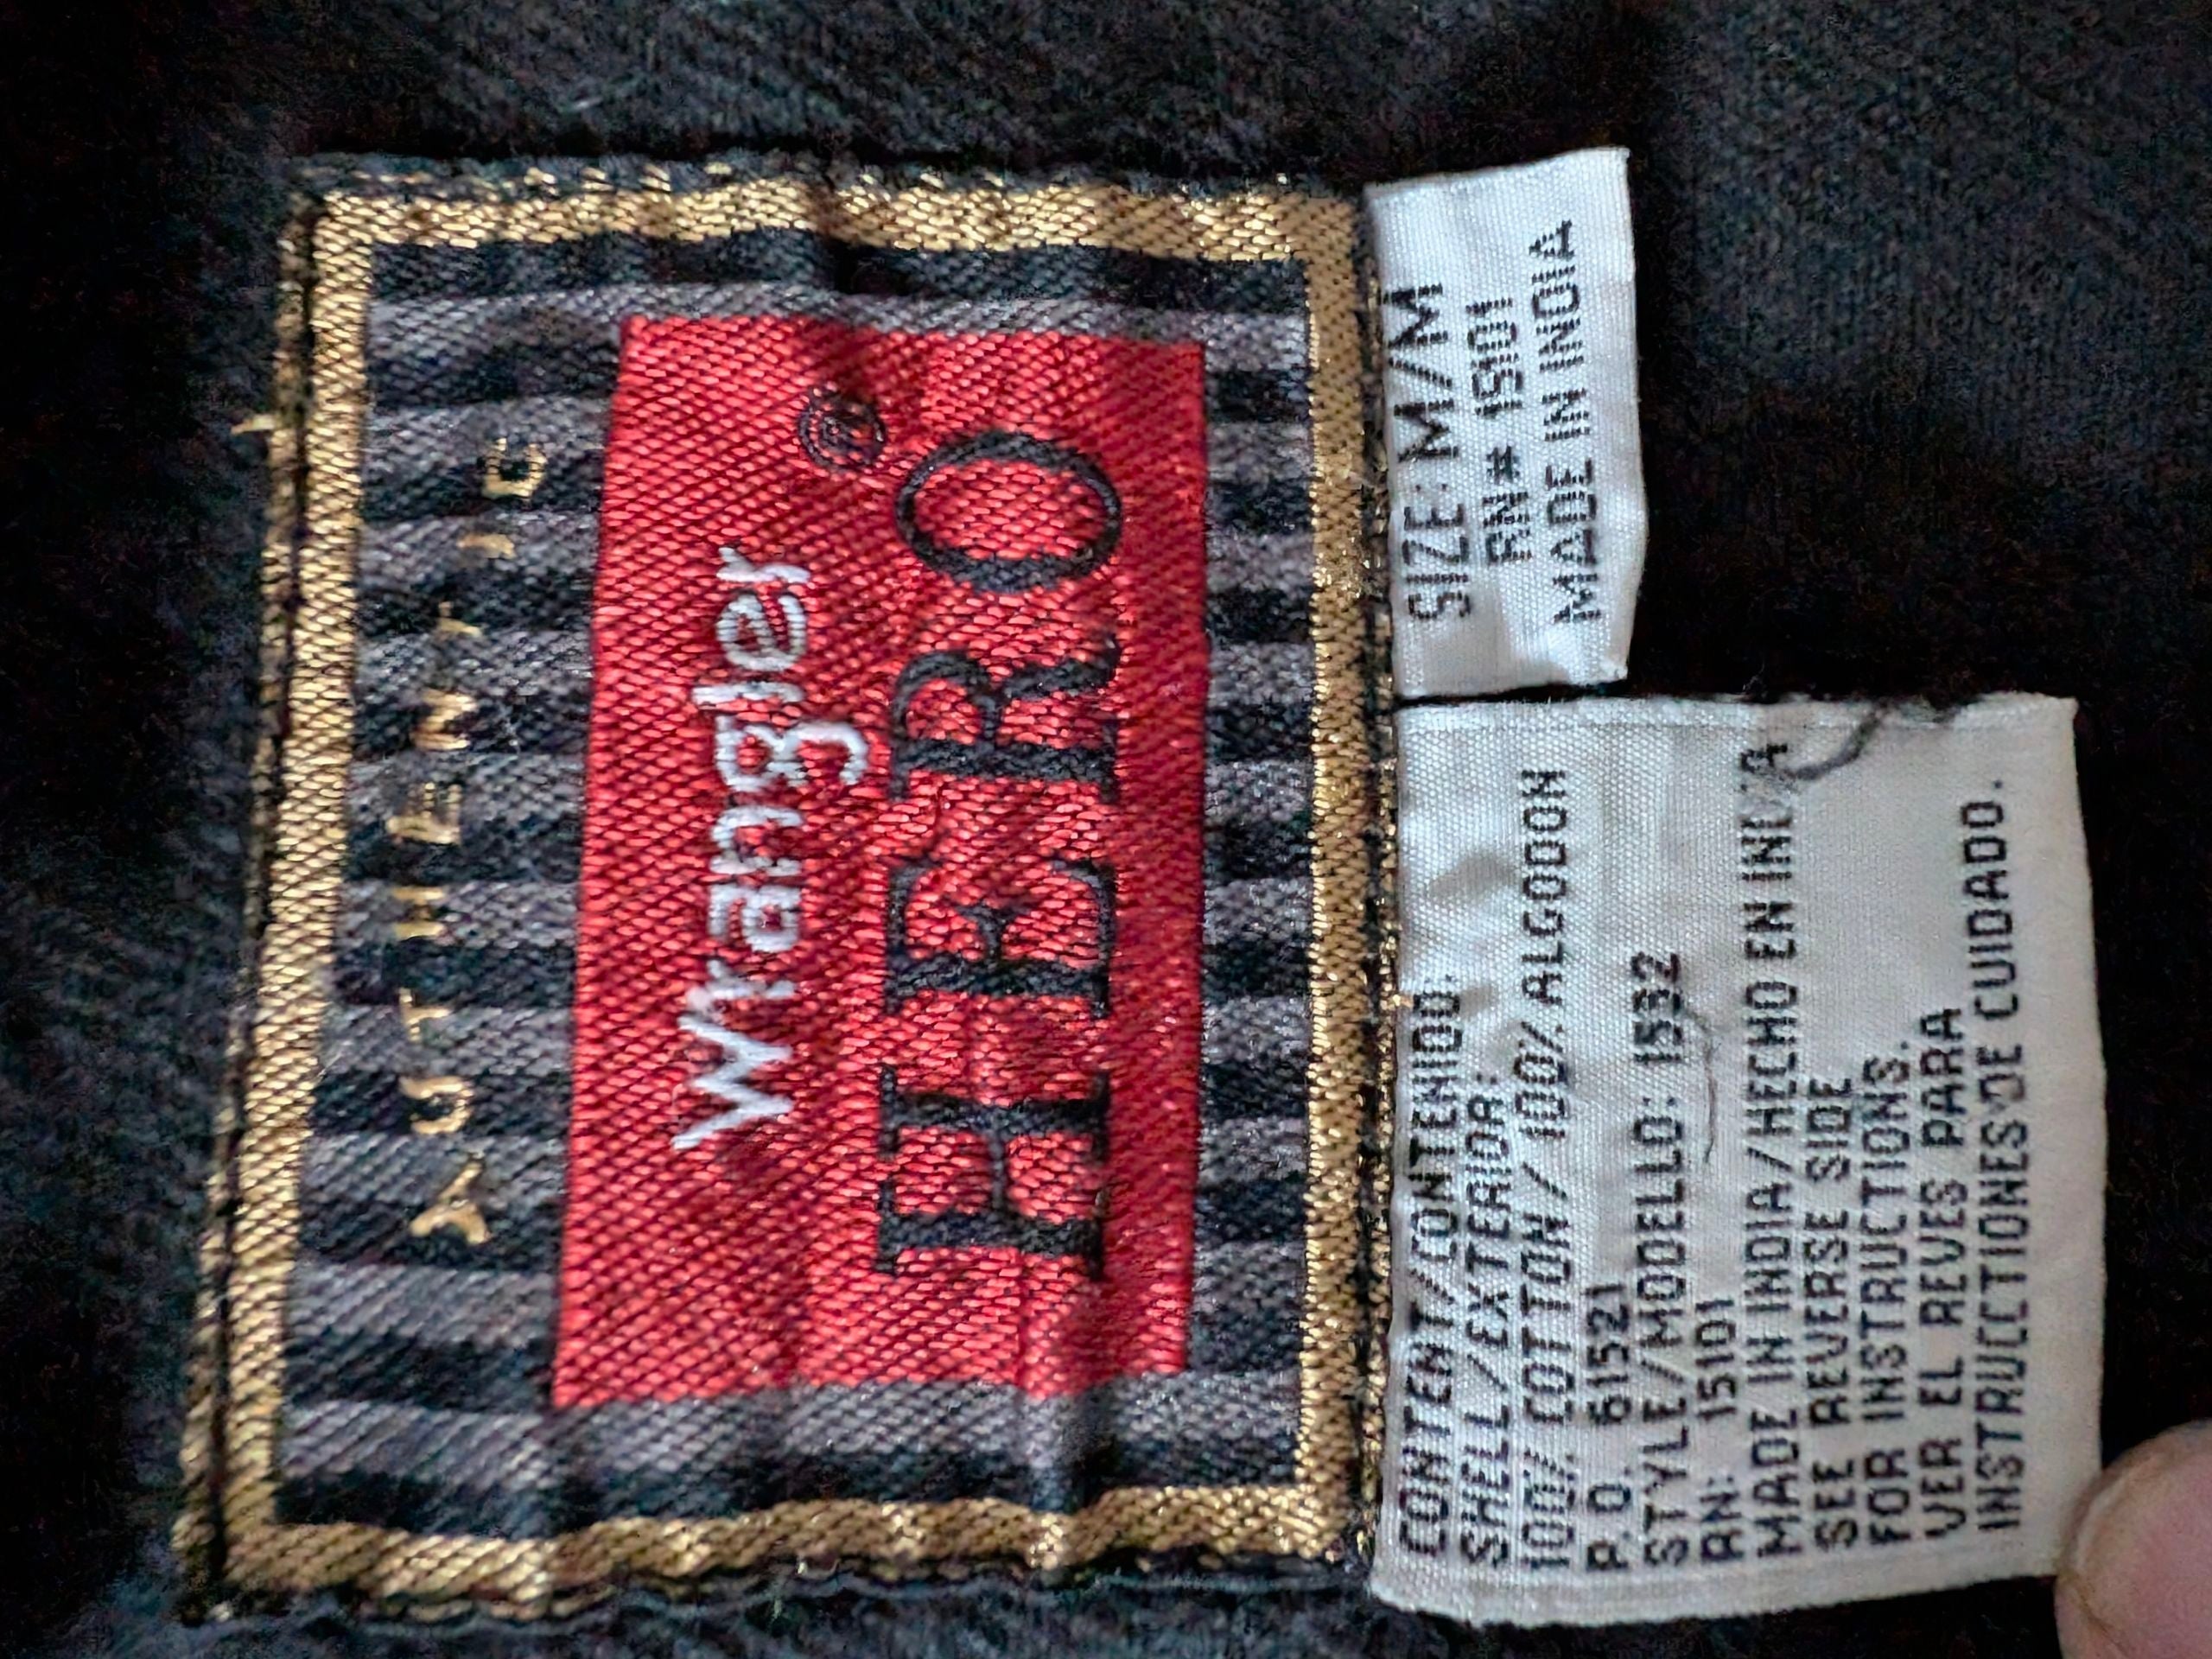 AUTHENTIC
Wrangler®
HERO
SIZE: M/M
RN# 15101
MADE IN INDIA
CONTENT/CONTENIDO:
SHELL/EXTERIOR:
100% COTTON / 100% ALGODON
P.O. 61521
STYLE/MODELLO: 1532
RN: 15101
MADE IN INDIA/HECHO EN INDIA
SEE REVERSE SIDE
FOR INSTRUCTIONS.
VER EL REVES PARA
INSTRUCCTIONES DE CUIDADO.